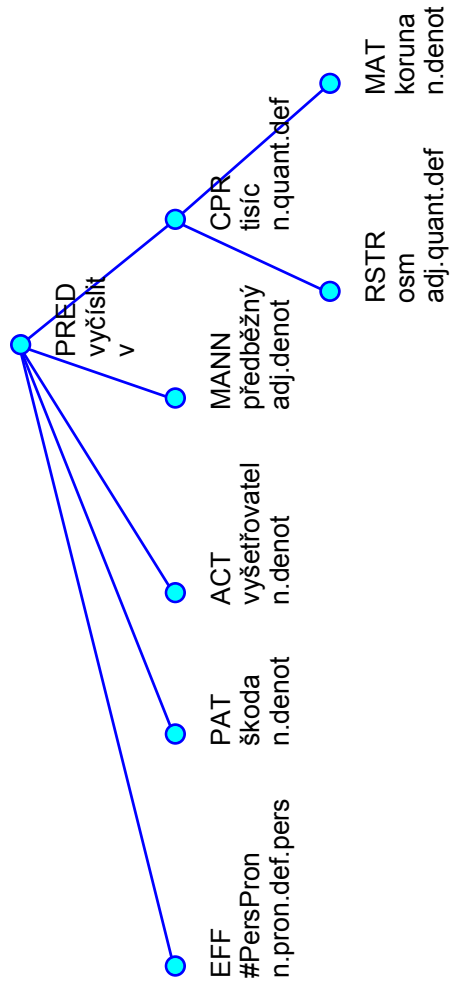 PRED
vyčíslit
v
EFF
#PersPron
n.pron.def.pers
PAT
škoda
n.denot
ACT
vyšetřovatel
n.denot
MANN
předběžný
adj.denot
CPR
tisíc
n.quant.def
RSTR
osm
adj.quant.def
MAT
koruna
n.denot